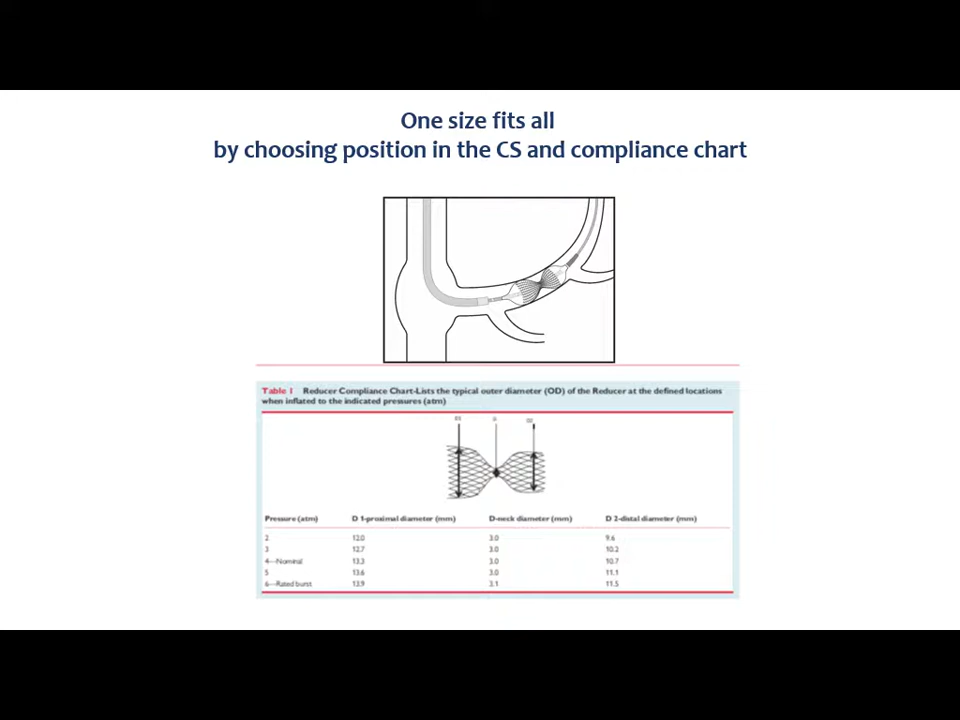 One size fits all
by choosing position in the CS and compliance chart
Table 1 Reducer Compliance Chart-Lists the typical outer diameter (OD) of the Reducer at the defined locations
when inflated to the indicated pressures (atm)
Pressure (atm) D 1-proximal diameter (mm) D-neck diameter (mm) D 2-distal diameter (mm)
2 12.0 3.0 9.6
3 12.7 3.0 10.2
4—Nominal 13.3 3.0 10.7
5 13.6 3.0 11.1
6—Rated burst 13.9 3.1 11.5